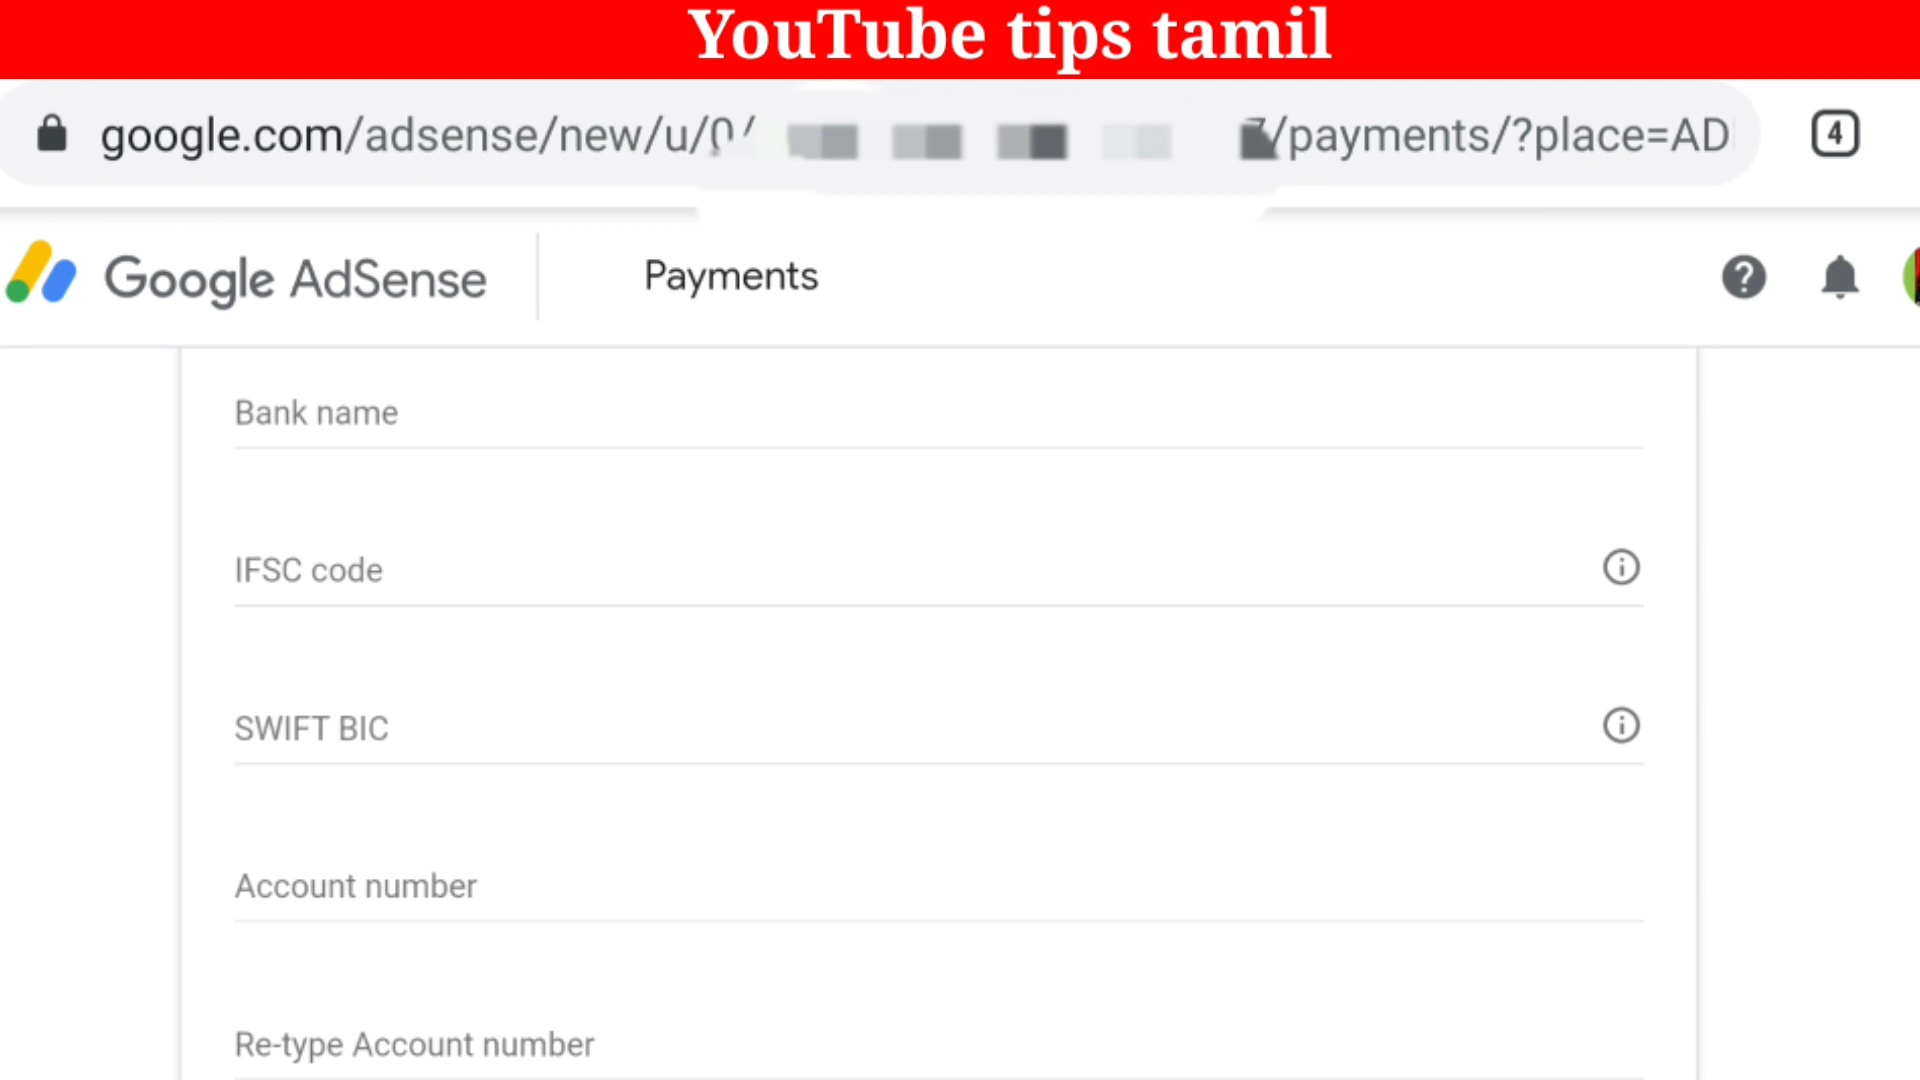 YouTube tips tamil
google.com/adsense/new/u/0/ /payments/?place=AD
4
Google AdSense
Payments
Bank name
IFSC code
SWIFT BIC
Account number
Re-type Account number